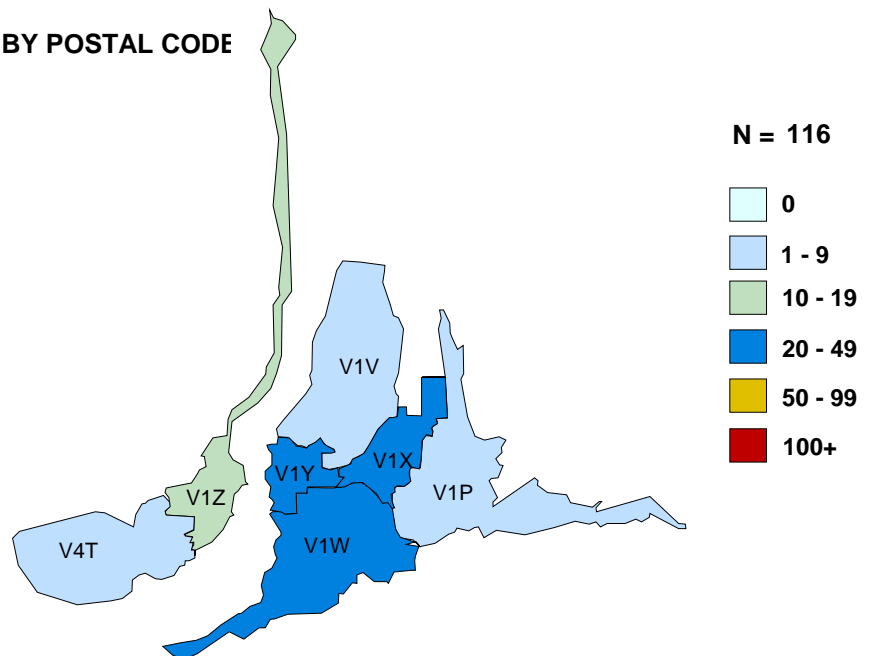 BY POSTAL CODE
N = 116
0
1 - 9
10 - 19
20 - 49
50 - 99
100+
V1V
V1Y
V1X
V1Z
V1P
V4T
V1W